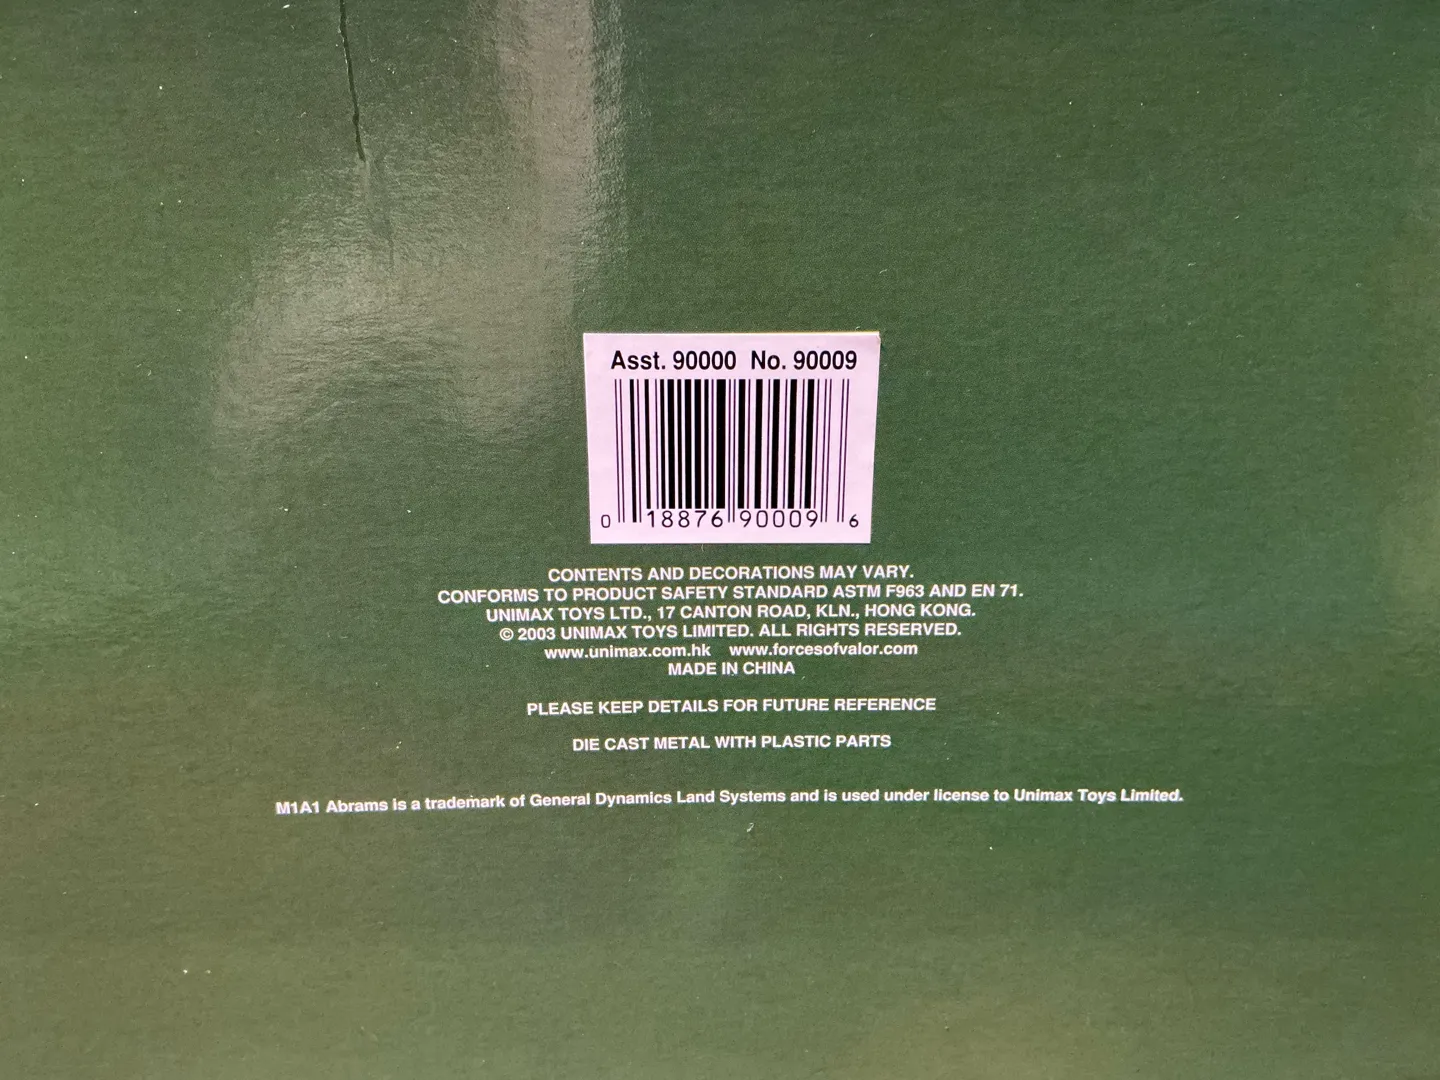 Asst. 90000 No. 90009
0 18876 90009 6
CONTENTS AND DECORATIONS MAY VARY.
CONFORMS TO PRODUCT SAFETY STANDARD ASTM F963 AND EN 71.
UNIMAX TOYS LTD., 17 CANTON ROAD, KLN., HONG KONG.
© 2003 UNIMAX TOYS LIMITED. ALL RIGHTS RESERVED.
www.unimax.com.hk www.forcesofvalor.com
MADE IN CHINA
PLEASE KEEP DETAILS FOR FUTURE REFERENCE
DIE CAST METAL WITH PLASTIC PARTS
M1A1 Abrams is a trademark of General Dynamics Land Systems and is used under license to Unimax Toys Limited.